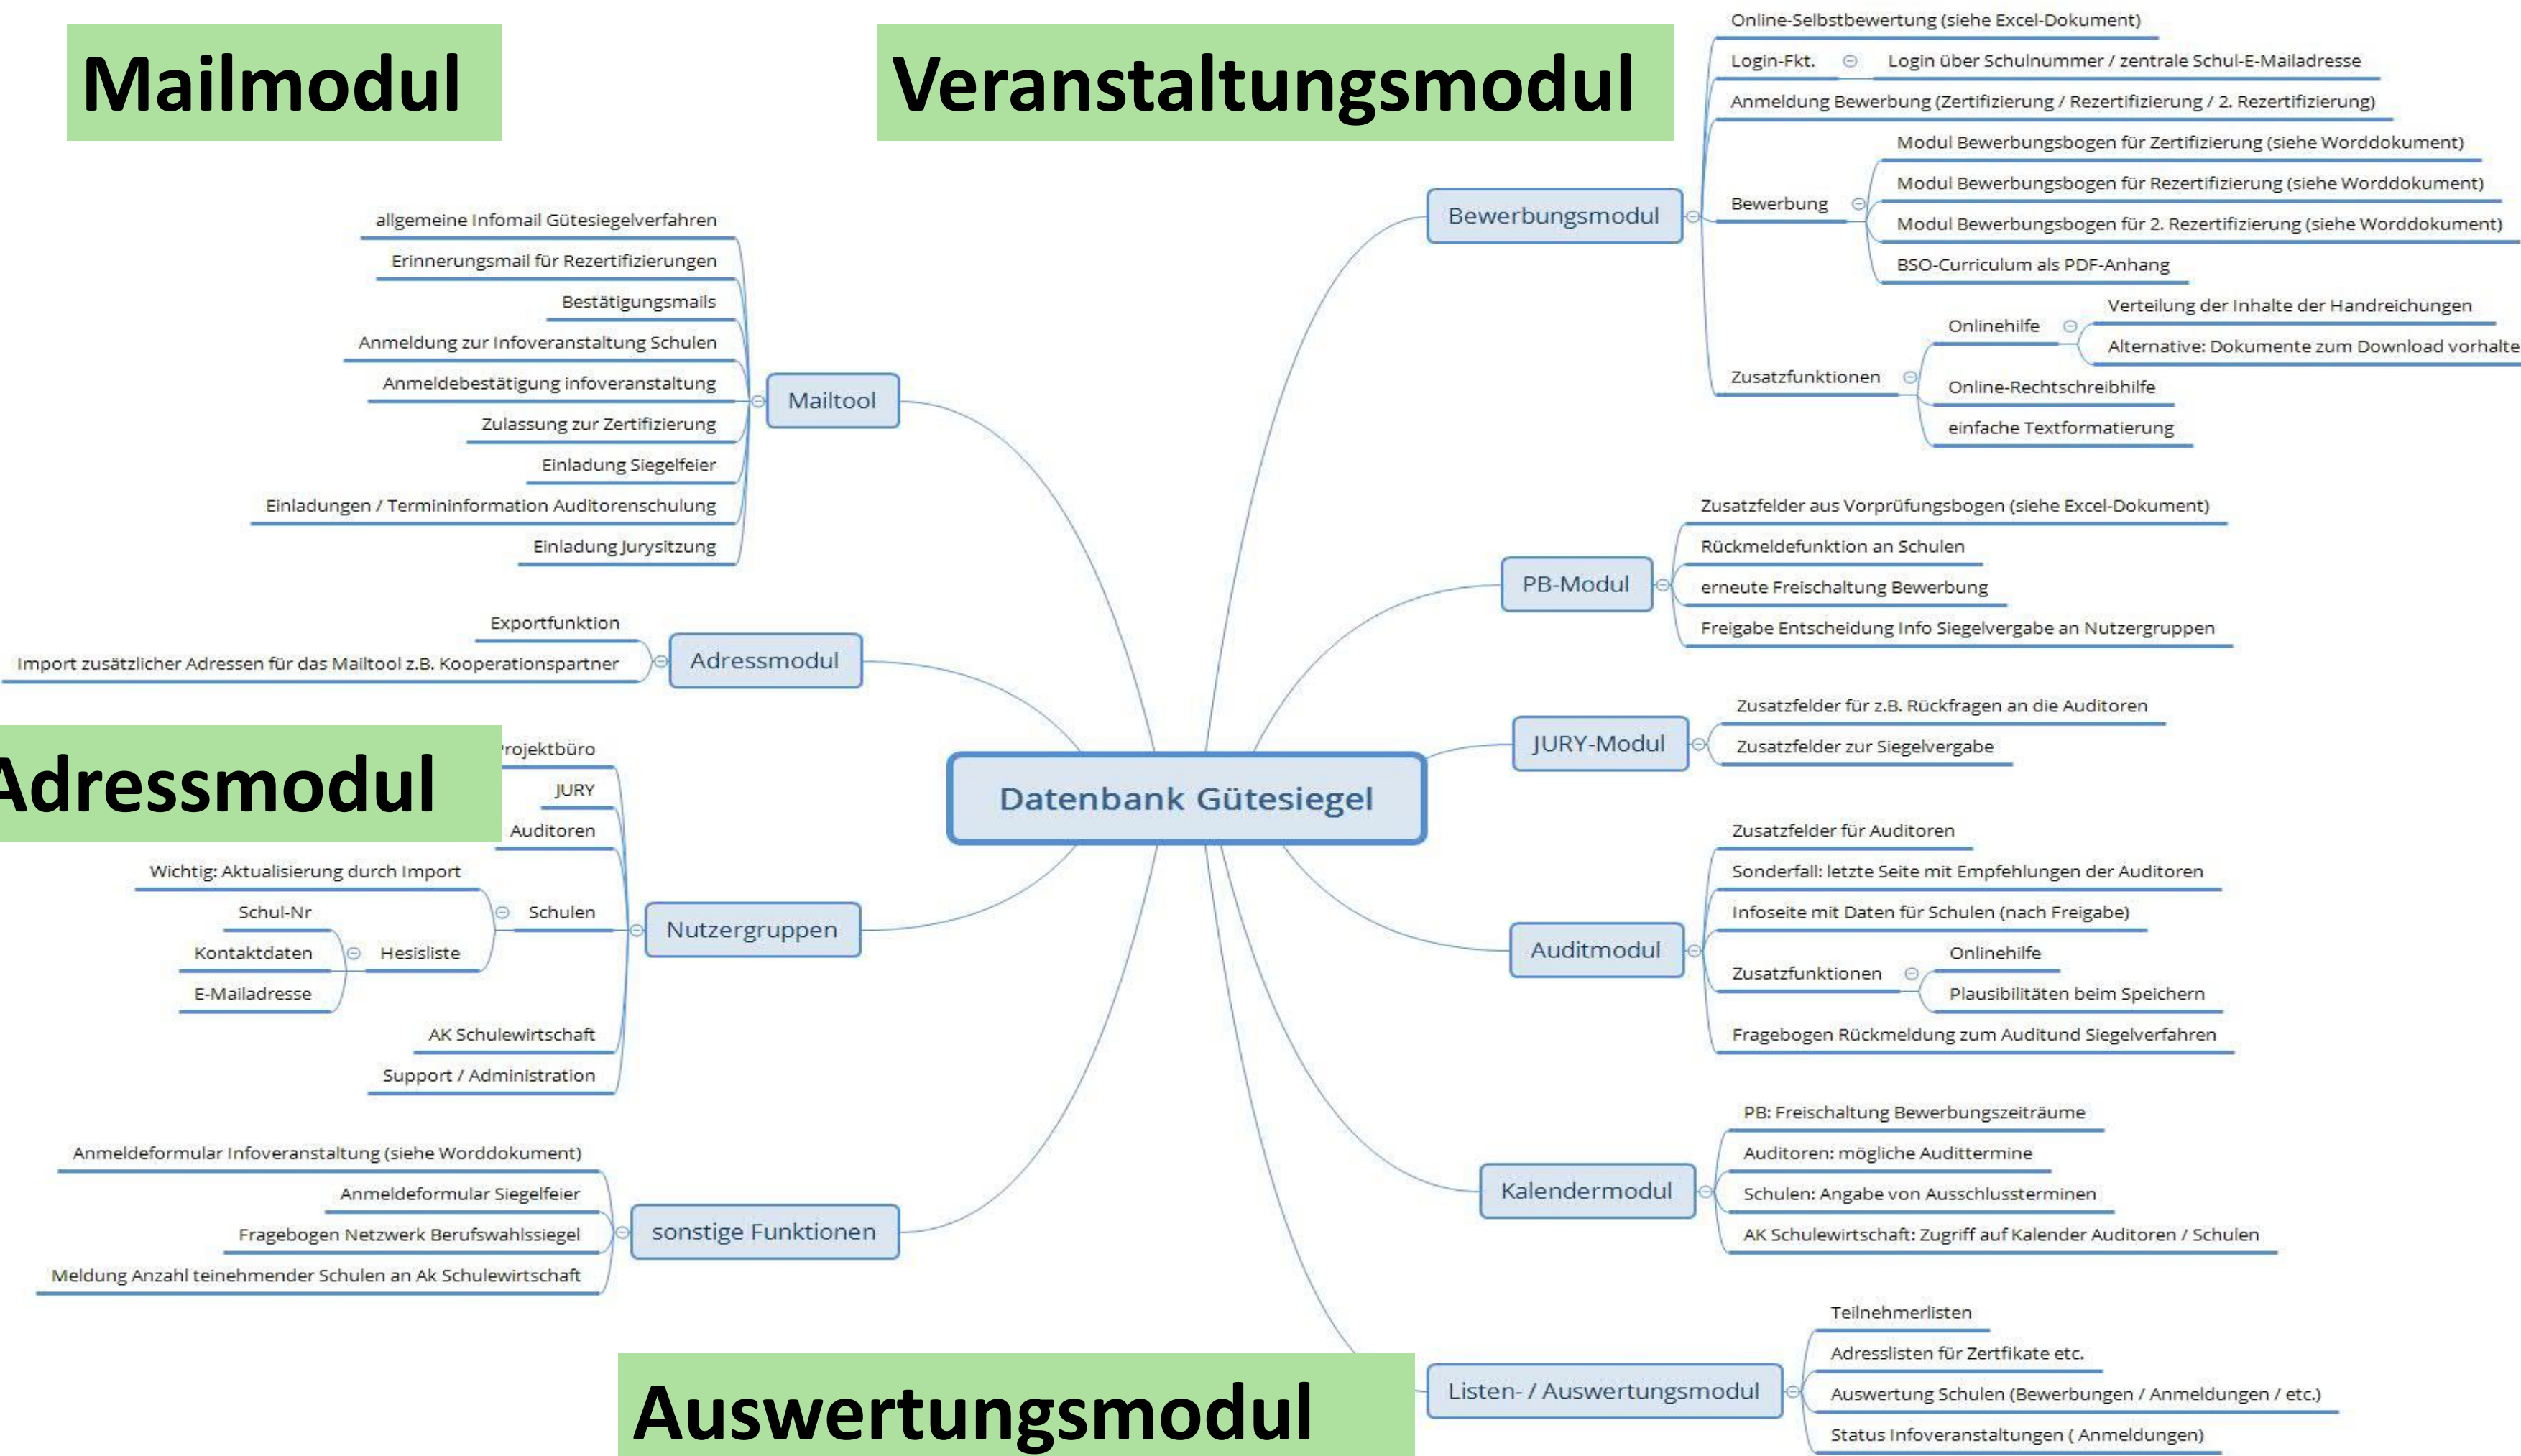 Mailmodul
Veranstaltungsmodul
Online-Selbstbewertung (siehe Excel-Dokument)
Login-Fkt.
Login über Schulnummer / zentrale Schul-E-Mailadresse
Anmeldung Bewerbung (Zertifizierung / Rezertifizierung / 2. Rezertifizierung)
Bewerbungsmodul
Bewerbung
Modul Bewerbungsbogen für Zertifizierung (siehe Worddokument)
Modul Bewerbungsbogen für Rezertifizierung (siehe Worddokument)
Modul Bewerbungsbogen für 2. Rezertifizierung (siehe Worddokument)
BSO-Curriculum als PDF-Anhang
Zusatzfunktionen
Onlinehilfe
Verteilung der Inhalte der Handreichungen
Alternative: Dokumente zum Download vorhalte
Online-Rechtschreibhilfe
einfache Textformatierung
allgemeine Infomail Gütesiegelverfahren
Erinnerungsmail für Rezertifizierungen
Bestätigungsmails
Anmeldung zur Infoveranstaltung Schulen
Anmeldebestätigung infoveranstaltung
Mailtool
Zulassung zur Zertifizierung
Einladung Siegelfeier
Einladungen / Termininformation Auditorenschulung
Einladung Jurysitzung
PB-Modul
Zusatzfelder aus Vorprüfungsbogen (siehe Excel-Dokument)
Rückmeldefunktion an Schulen
erneute Freischaltung Bewerbung
Freigabe Entscheidung Info Siegelvergabe an Nutzergruppen
Exportfunktion
Import zusätzlicher Adressen für das Mailtool z.B. Kooperationspartner
Adressmodul
JURY-Modul
Zusatzfelder für z.B. Rückfragen an die Auditoren
Zusatzfelder zur Siegelvergabe
Adressmodul
rojektbüro
JURY
Auditoren
Datenbank Gütesiegel
Wichtig: Aktualisierung durch Import
Schul-Nr
Kontaktdaten
E-Mailadresse
Hesisliste
Schulen
Nutzergruppen
AK Schulewirtschaft
Support / Administration
Auditmodul
Zusatzfelder für Auditoren
Sonderfall: letzte Seite mit Empfehlungen der Auditoren
Infoseite mit Daten für Schulen (nach Freigabe)
Zusatzfunktionen
Onlinehilfe
Plausibilitäten beim Speichern
Fragebogen Rückmeldung zum Auditund Siegelverfahren
Anmeldeformular Infoveranstaltung (siehe Worddokument)
Anmeldeformular Siegelfeier
Fragebogen Netzwerk Berufswahlssiegel
Meldung Anzahl teinehmender Schulen an Ak Schulewirtschaft
sonstige Funktionen
Kalendermodul
PB: Freischaltung Bewerbungszeiträume
Auditoren: mögliche Audittermine
Schulen: Angabe von Ausschlussterminen
AK Schulewirtschaft: Zugriff auf Kalender Auditoren / Schulen
Auswertungsmodul
Listen- / Auswertungsmodul
Teilnehmerlisten
Adresslisten für Zertfikate etc.
Auswertung Schulen (Bewerbungen / Anmeldungen / etc.)
Status Infoveranstaltungen ( Anmeldungen)